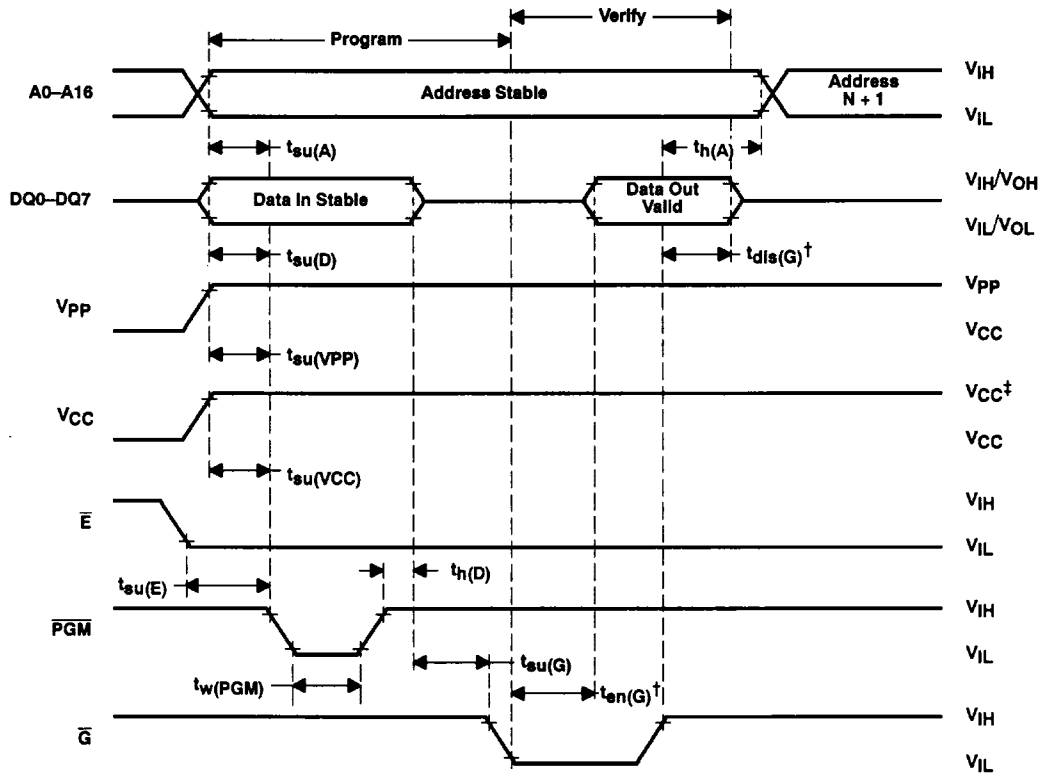 Verify
Program
A0–A16
Address Stable
Address
N + 1
VIH
VIL
tsu(A)
th(A)
DQ0–DQ7
Data In Stable
Data Out
Valid
VIH/VOH
VIL/VOL
tsu(D)
tdis(G)†
VPP
VPP
VCC
tsu(VPP)
VCC
VCC‡
VCC
tsu(VCC)
E̅
VIH
VIL
tsu(E)
th(D)
P̅G̅M̅
VIH
VIL
tw(PGM)
tsu(G)
ten(G)†
G̅
VIH
VIL